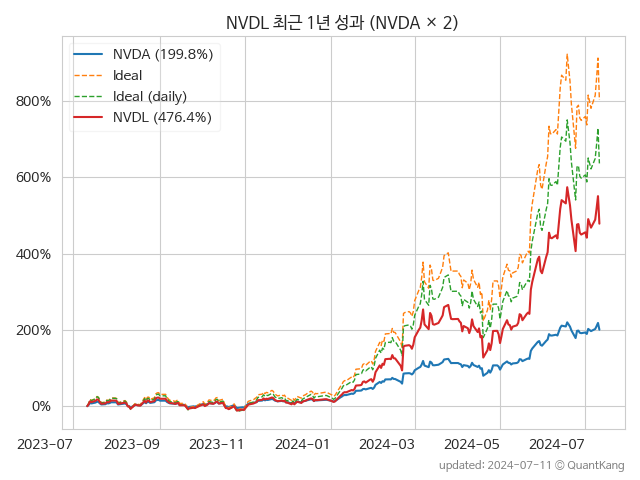 NVDL 최근 1년 성과 (NVDA × 2)
NVDA (199.8%)
Ideal
Ideal (daily)
NVDL (476.4%)
800%
600%
400%
200%
0%
2023-07 2023-09 2023-11 2024-01 2024-03 2024-05 2024-07
updated: 2024-07-11 © QuantKang